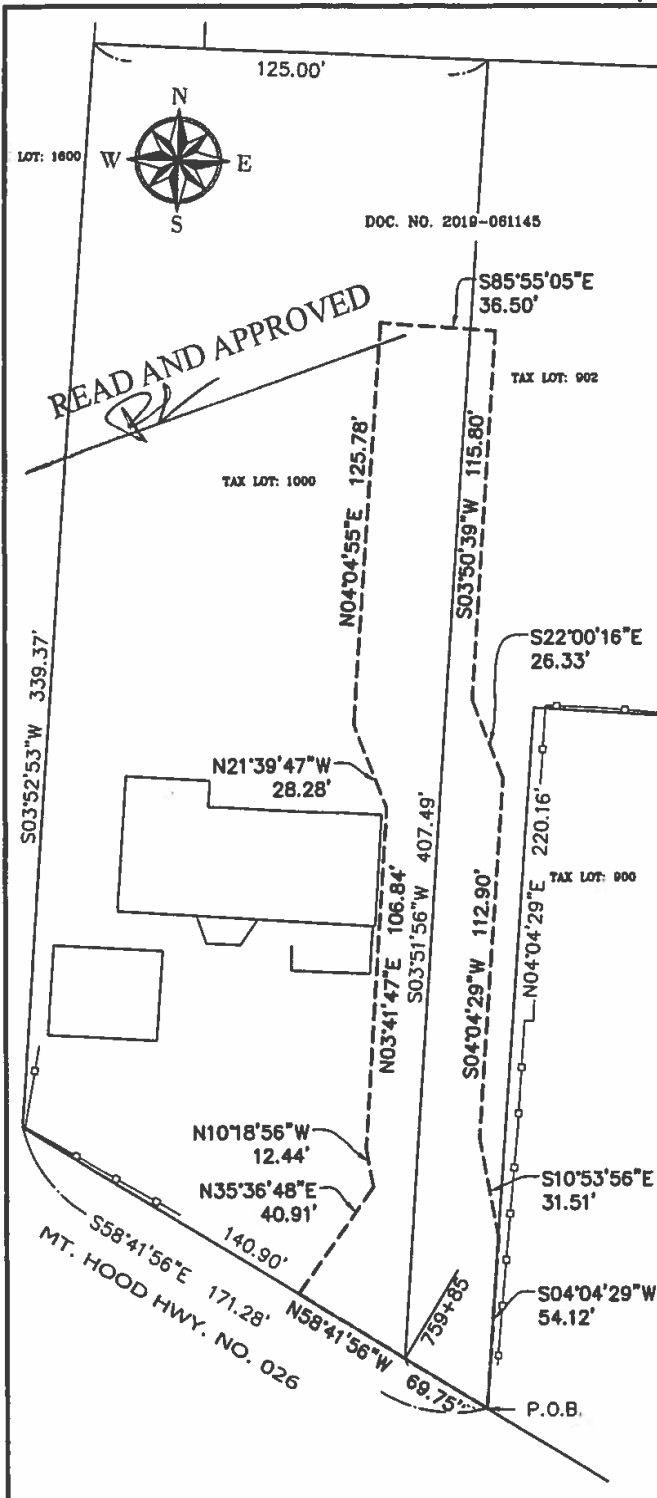 125.00'
N
LOT: 1600
W
E
S
DOC. NO. 2019-061145
S85°55'05"E
36.50'
READ AND APPROVED
TAX LOT: 902
TAX LOT: 1000
N04°04'55"E 125.78'
S03°50'39"W 115.80'
S22°00'16"E
26.33'
S03°52'53"W 339.37'
N21°39'47"W
28.28'
S03°51'56"W 407.49'
N04°04'29"E 220.16'
TAX LOT: 900
N03°41'47"E 106.84'
S04°04'29"W 112.90'
N10°18'56"W
12.44'
N35°36'48"E
40.91'
S10°53'56"E
31.51'
140.90'
S58°41'56"E 171.28'
MT. HOOD HWY. NO. 026
N58°41'56"W 69.75'
759+85
S04°04'29"W
54.12'
P.O.B.